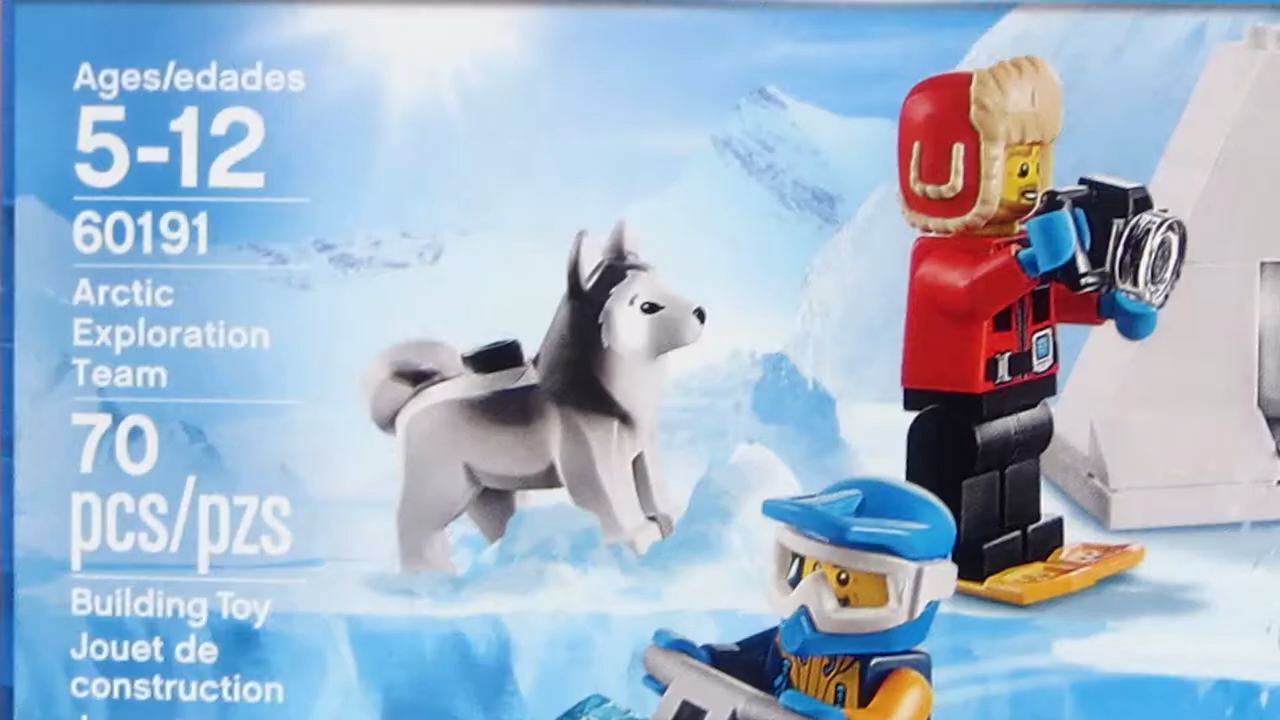 Ages/edades
5-12
60191
Arctic
Exploration
Team
70
pcs/pzs
Building Toy
Jouet de
construction